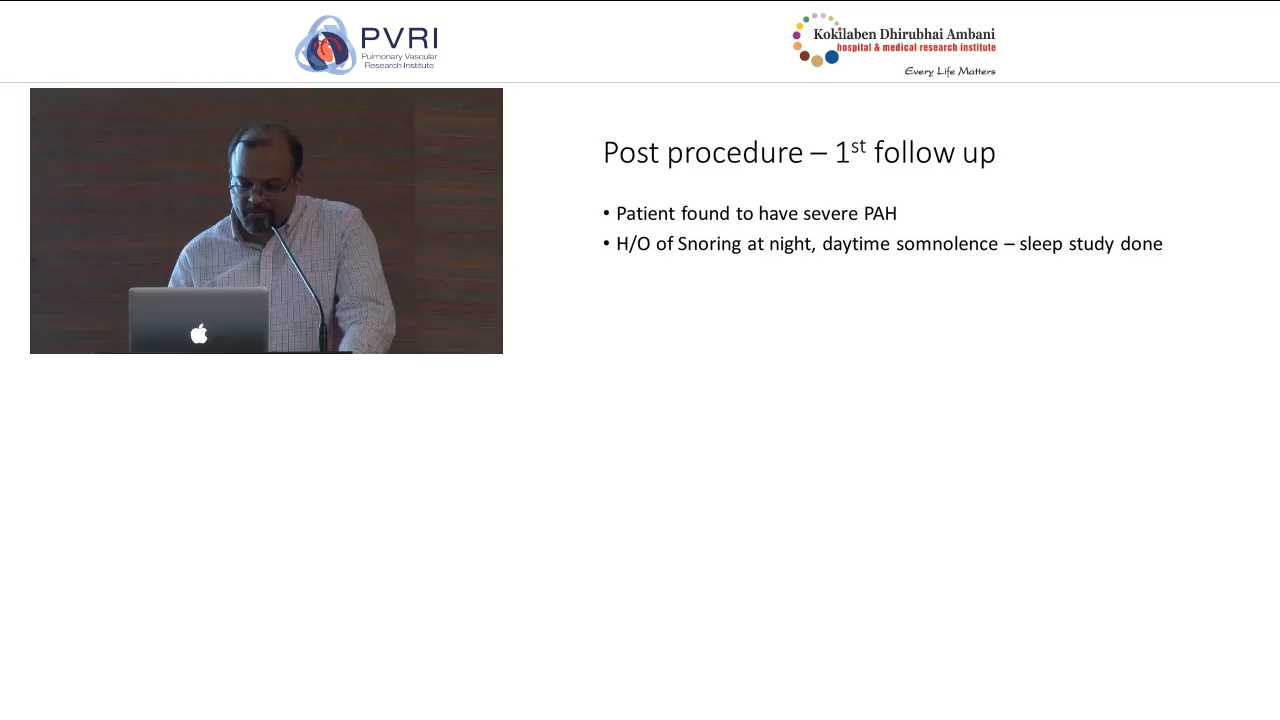 PVRI
Pulmonary Vascular
Research Institute
Kokilaben Dhirubhai Ambani
hospital & medical research institute
Every Life Matters
Post procedure – 1st follow up
• Patient found to have severe PAH
• H/O of Snoring at night, daytime somnolence – sleep study done